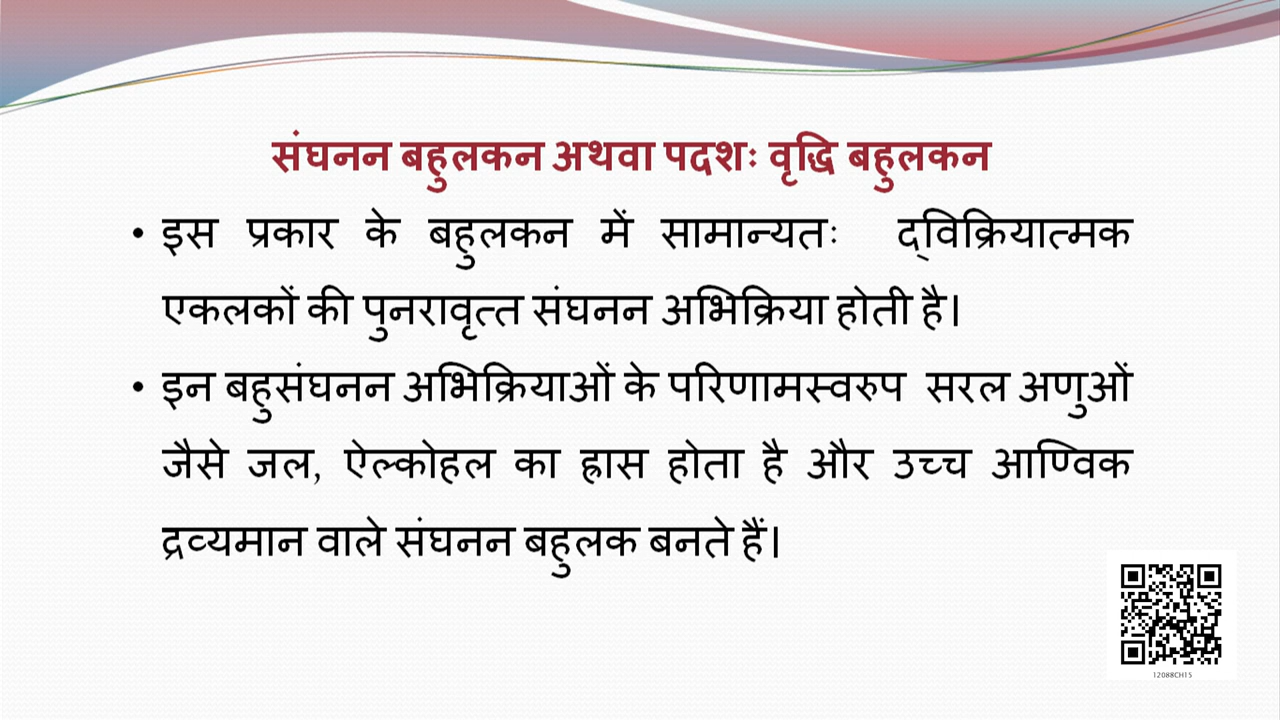 संघनन बहुलकन अथवा पदशः वृद्धि बहुलकन
• इस प्रकार के बहुलकन में सामान्यतः द्विक्रियात्मक
एकलकों की पुनरावृत्त संघनन अभिक्रिया होती है।
• इन बहुसंघनन अभिक्रियाओं के परिणामस्वरुप सरल अणुओं
जैसे जल, ऐल्कोहल का ह्रास होता है और उच्च आण्विक
द्रव्यमान वाले संघनन बहुलक बनते हैं।
12088CH15